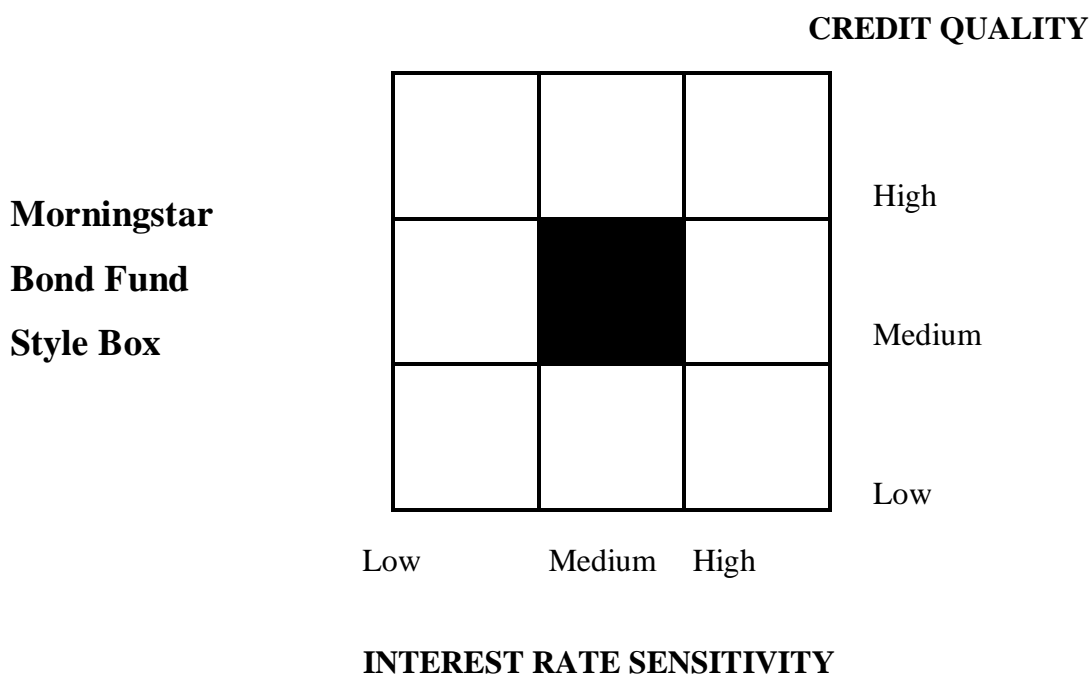 CREDIT QUALITY
High
Morningstar
Bond Fund
Style Box
Medium
Low
Low Medium High
INTEREST RATE SENSITIVITY